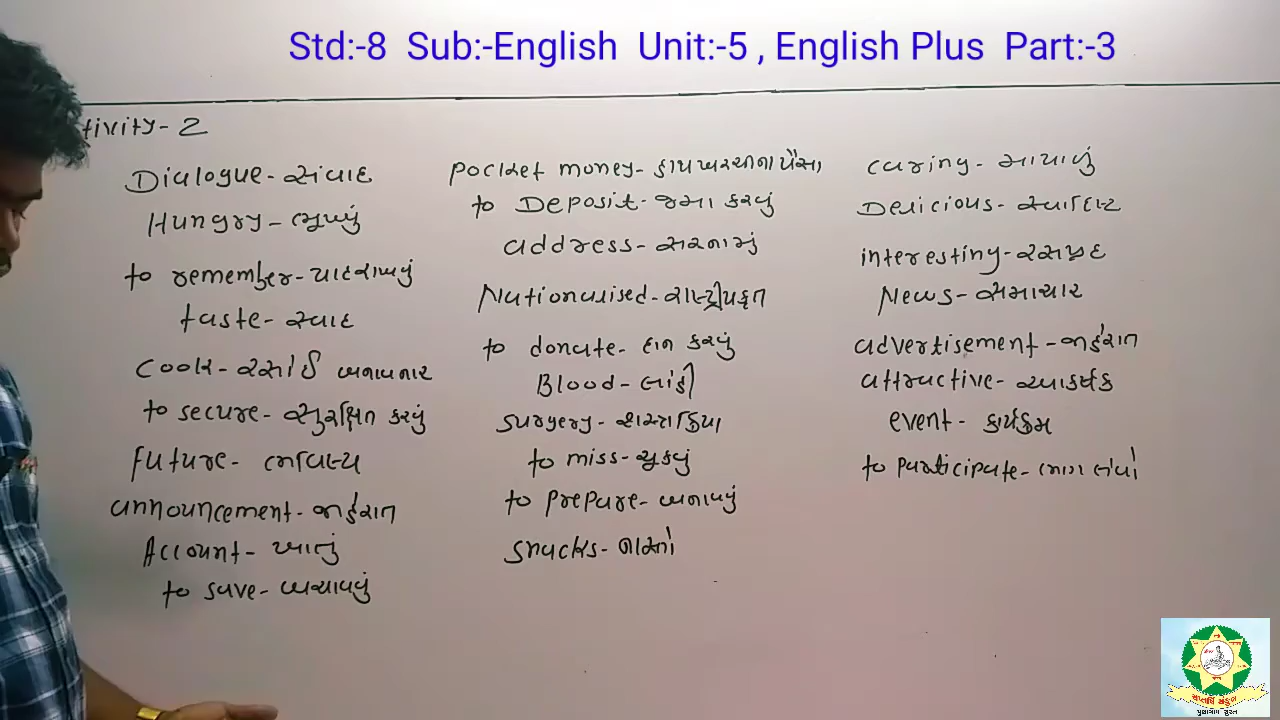 Std:-8 Sub:-English Unit:-5 , English Plus Part:-3
tivity- 2
Dialogue- સંવાદ
Hungry- ભૂખ્યું
to remember- યાદ રાખવું
taste- સ્વાદ
Cook- રસોઈ બનાવનાર
to secure- સુરક્ષિત કરવું
future- ભવિષ્ય
announcement- જાહેરાત
Account- ખાતું
to save- બચાવવું
pocket money- હાથ ખરચીના પૈસા
to Deposit- જમા કરવું
address- સરનામું
Nationalised- રાષ્ટ્રીયકૃત
to donate- દાન કરવું
Blood- લોહી
surgery- શસ્ત્રક્રિયા
to miss- ચૂકવું
to prepare- બનાવવું
snacks- નાસ્તો
caring- માયાળું
Delicious- સ્વાદિષ્ટ
interesting- રસપ્રદ
News- સમાચાર
advertisement- જાહેરાત
attractive- આકર્ષક
event- કાર્યક્રમ
to participate- ભાગ લેવો